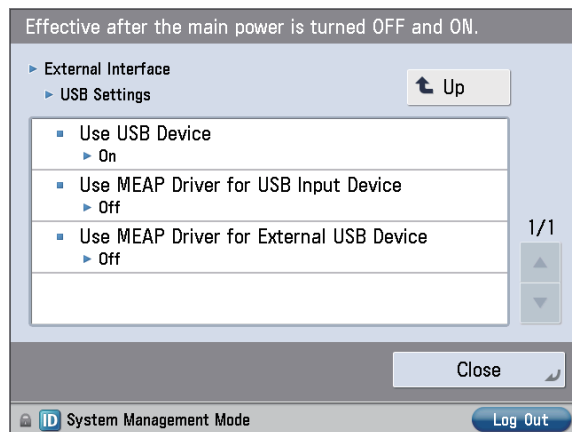 Effective after the main power is turned OFF and ON.
External Interface
USB Settings
Up
Use USB Device
On
Use MEAP Driver for USB Input Device
Off
Use MEAP Driver for External USB Device
Off
1/1
Close
ID System Management Mode
Log Out